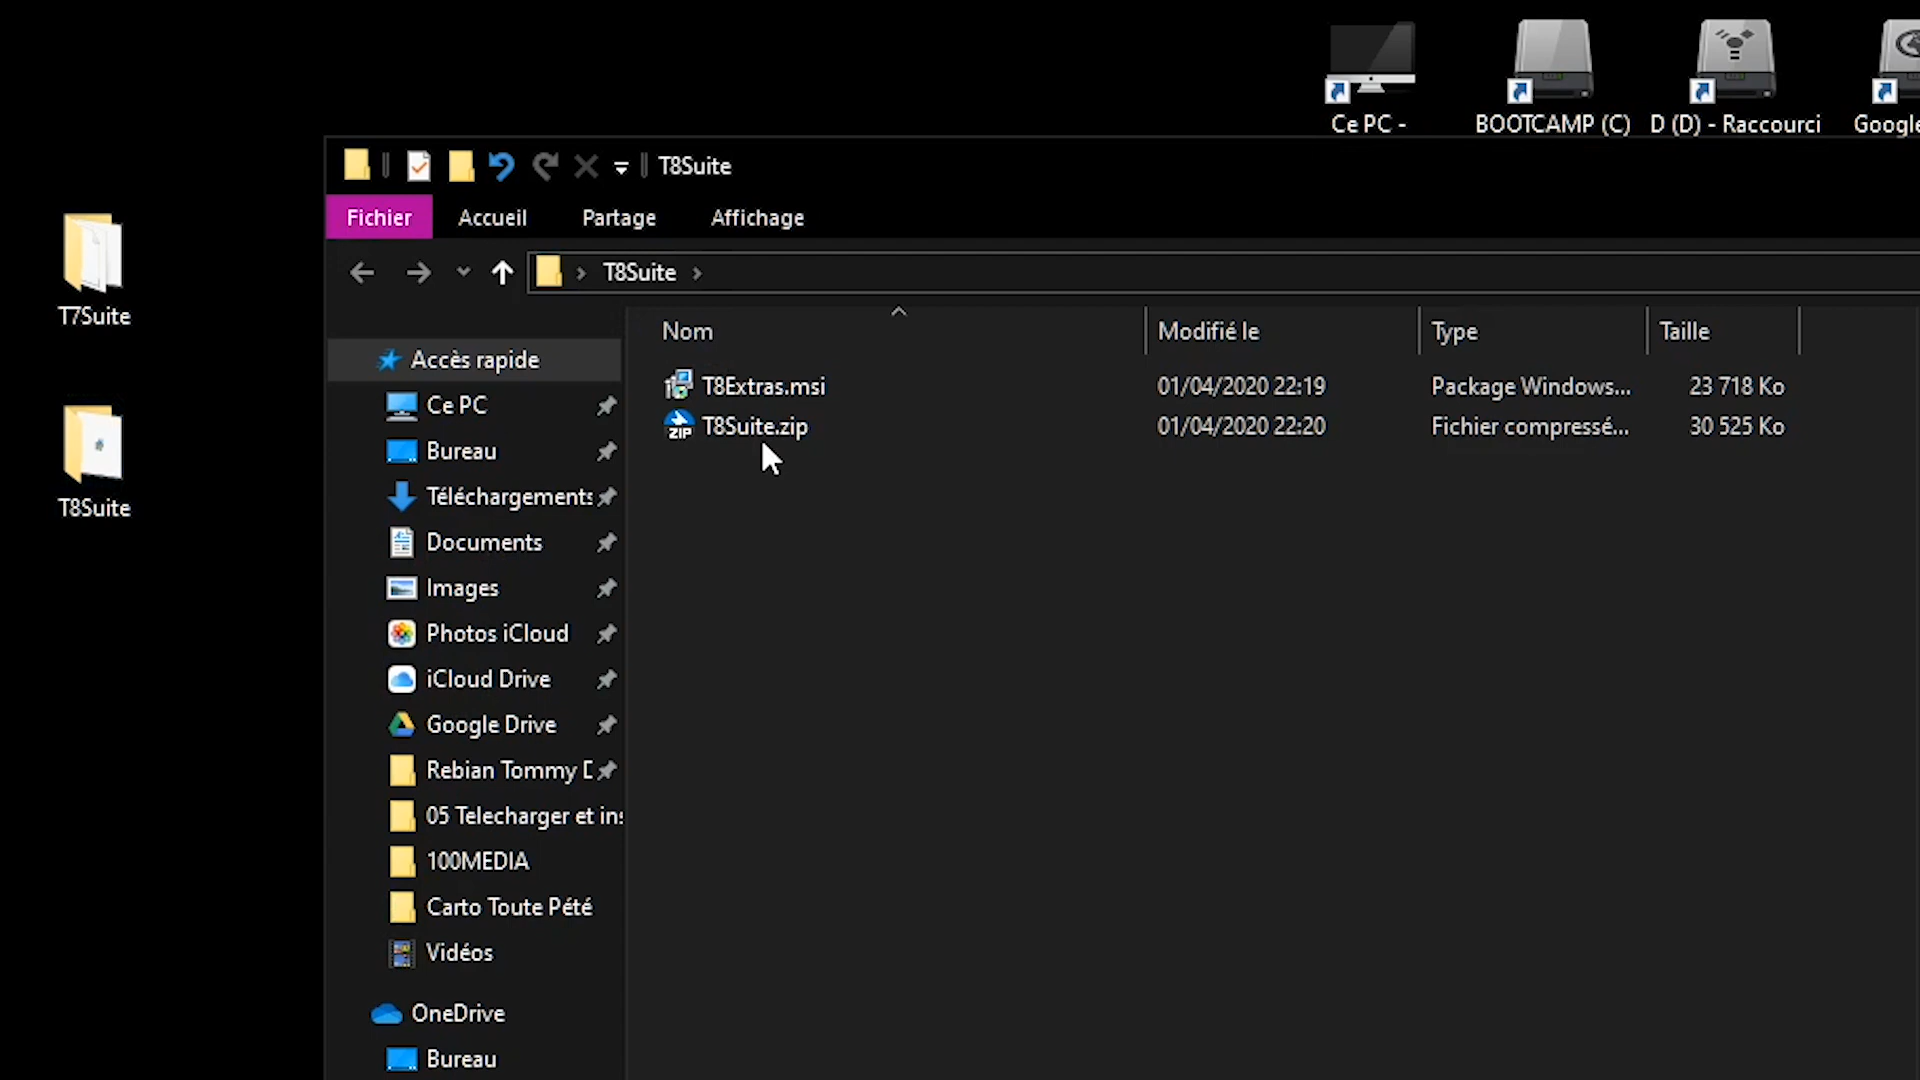 Ce PC -
BOOTCAMP (C)
D (D) - Raccourci
Google
T8Suite
Fichier
Accueil
Partage
Affichage
T8Suite
T7Suite
T8Suite
Nom
Modifié le
Type
Taille
T8Extras.msi
01/04/2020 22:19
Package Windows...
23 718 Ko
ZIP
T8Suite.zip
01/04/2020 22:20
Fichier compressé...
30 525 Ko
Accès rapide
Ce PC
Bureau
Téléchargements
Documents
Images
Photos iCloud
iCloud Drive
Google Drive
Rebian Tommy D
05 Telecharger et ins
100MEDIA
Carto Toute Pété
Vidéos
OneDrive
Bureau